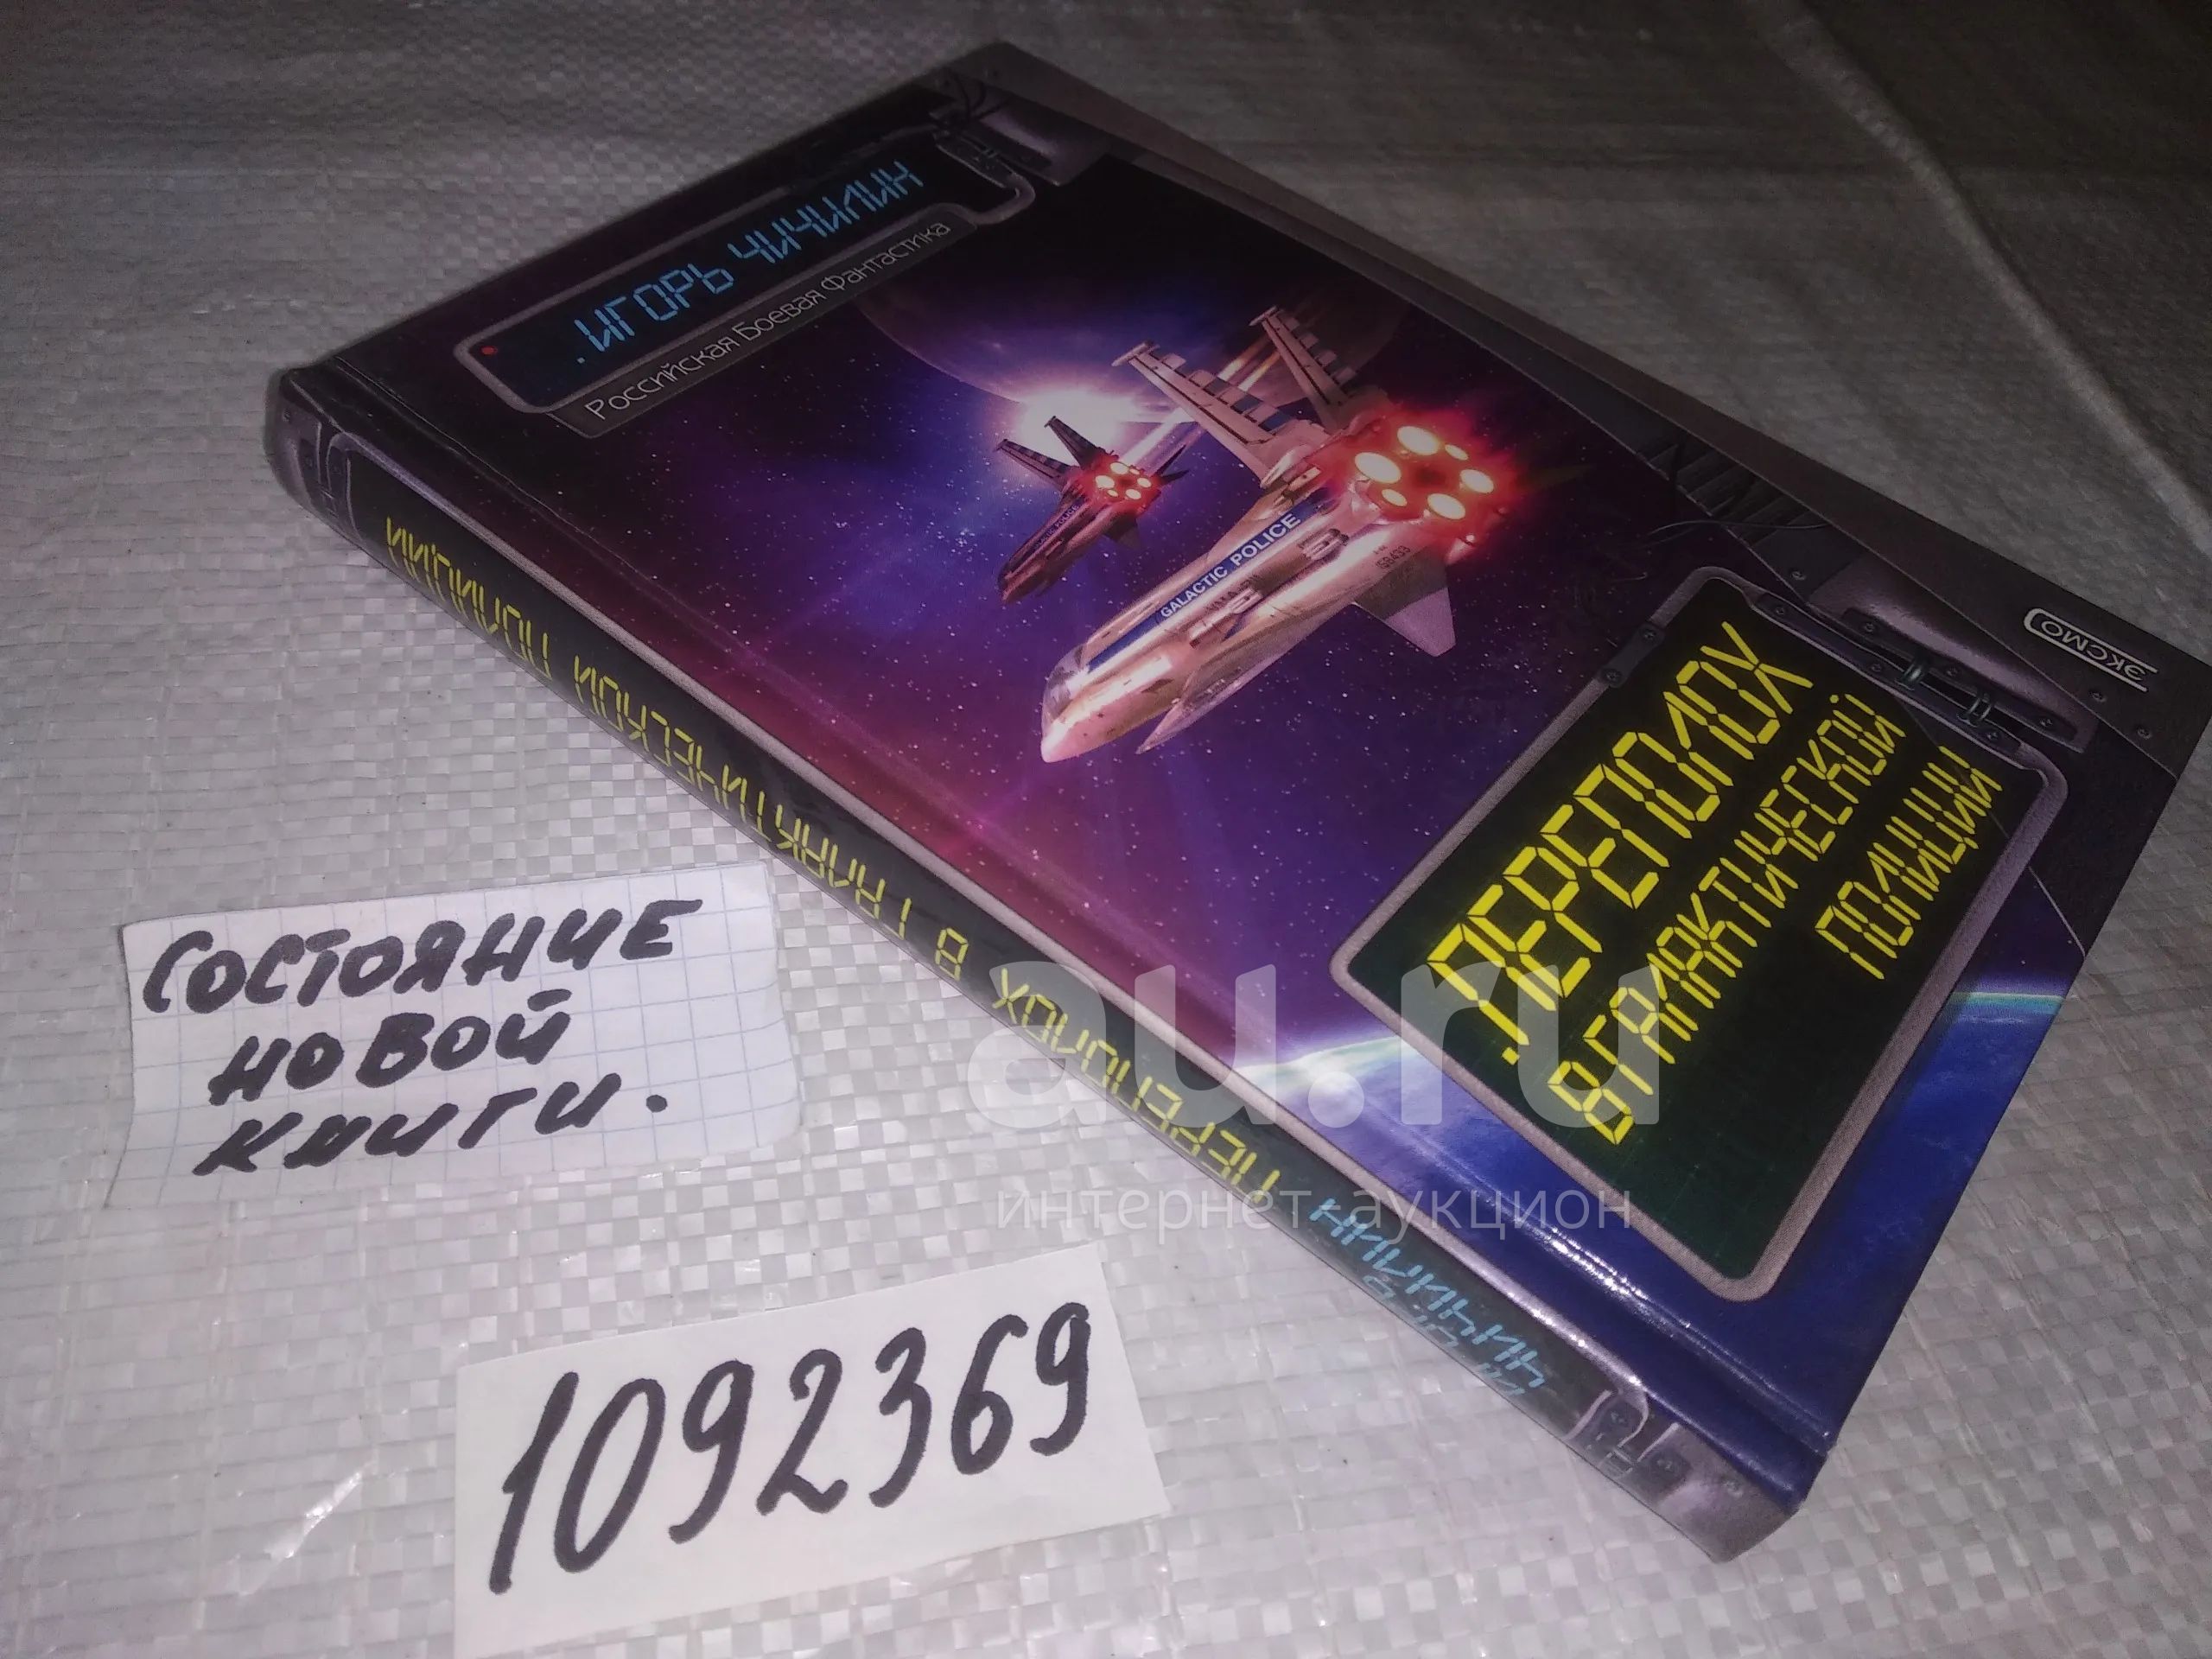 ИГОРЬ ЧИЧИЛИН
Российская Боевая Фантастика
GALACTIC POLICE
ЭКСМО
ПЕРЕПОЛОХ
В ГАЛАКТИЧЕСКОЙ
ПОЛИЦИИ
ЧИЧИЛИН ПЕРЕПОЛОХ В ГАЛАКТИЧЕСКОЙ ПОЛИЦИИ
СОСТОЯНИЕ
НОВОЙ
КНИГИ.
1092369
au.ru
интернет-аукцион